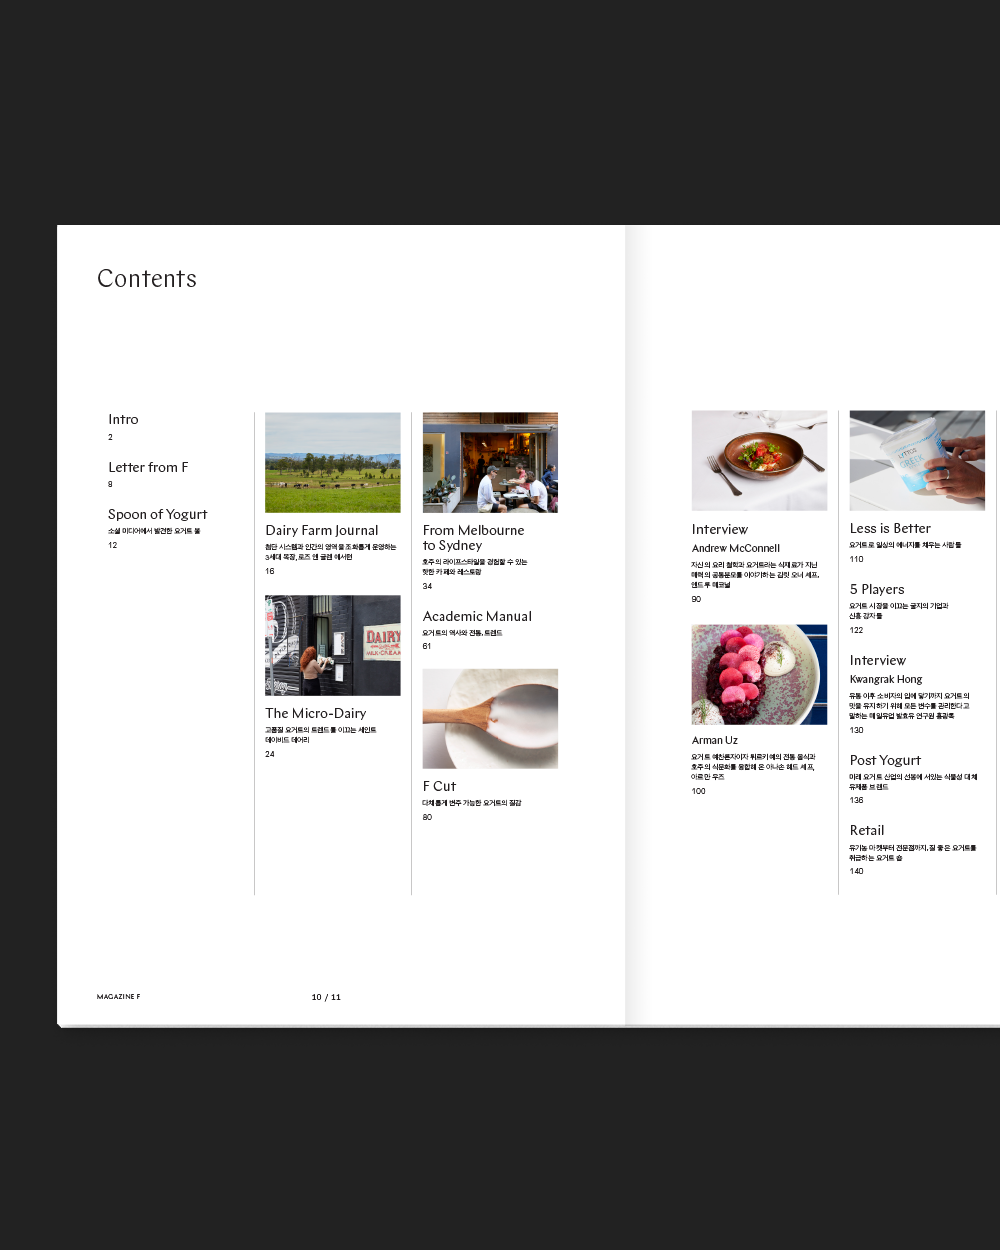 Contents
Intro
2
Letter from F
8
Spoon of Yogurt
소셜 미디어에서 발견한 요거트 볼
12
Dairy Farm Journal
첨단 시스템과 인간의 영역을 조화롭게 운영하는
3세대 목장, 로즈 앤 글렌 애서턴
16
DAIRY
MILK·CREAM
The Micro-Dairy
고품질 요거트의 트렌드를 이끄는 세인트
데이비드 데어리
24
From Melbourne
to Sydney
호주의 라이프스타일을 경험할 수 있는
핫한 카페와 레스토랑
34
Academic Manual
요거트의 역사와 전통, 트렌드
61
F Cut
다채롭게 변주 가능한 요거트의 질감
80
Interview
Andrew McConnell
자신의 요리 철학과 요거트라는 식재료가 지닌
매력의 공통분모를 이야기하는 김릿 오너 셰프,
앤드루 매코널
90
Arman Uz
요거트 예찬론자이자 튀르키예의 전통 음식과
호주의 식문화를 융합해 온 아나손 헤드 셰프,
아르만 우즈
100
GREEK
Less is Better
요거트로 일상의 에너지를 채우는 사람들
110
5 Players
요거트 시장을 이끄는 굴지의 기업과
신흥 강자들
122
Interview
Kwangrak Hong
유통 이후 소비자의 입에 닿기까지 요거트의
맛을 유지하기 위해 모든 변수를 관리한다고
말하는 매일유업 발효유 연구원 홍광록
130
Post Yogurt
미래 요거트 산업의 선봉에 서있는 식물성 대체
유제품 브랜드
136
Retail
유기농 마켓부터 전문점까지, 질 좋은 요거트를
취급하는 요거트 숍
140
MAGAZINE F
10 / 11